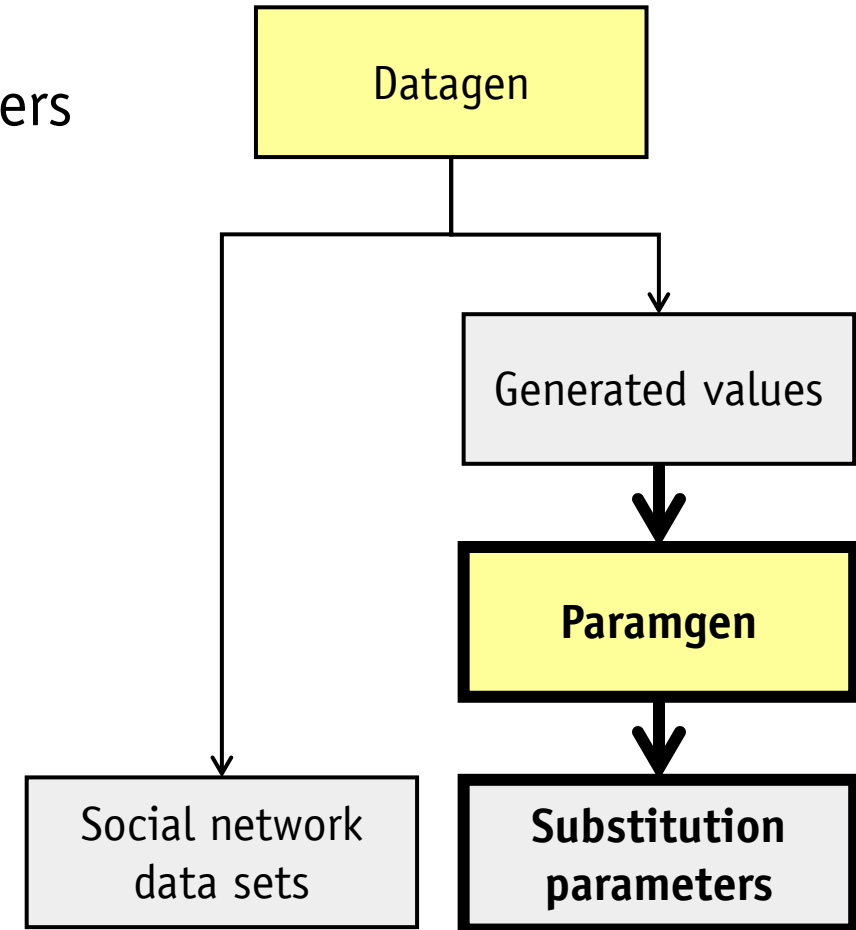 ers
Datagen
Generated values
Paramgen
Social network
data sets
Substitution
parameters